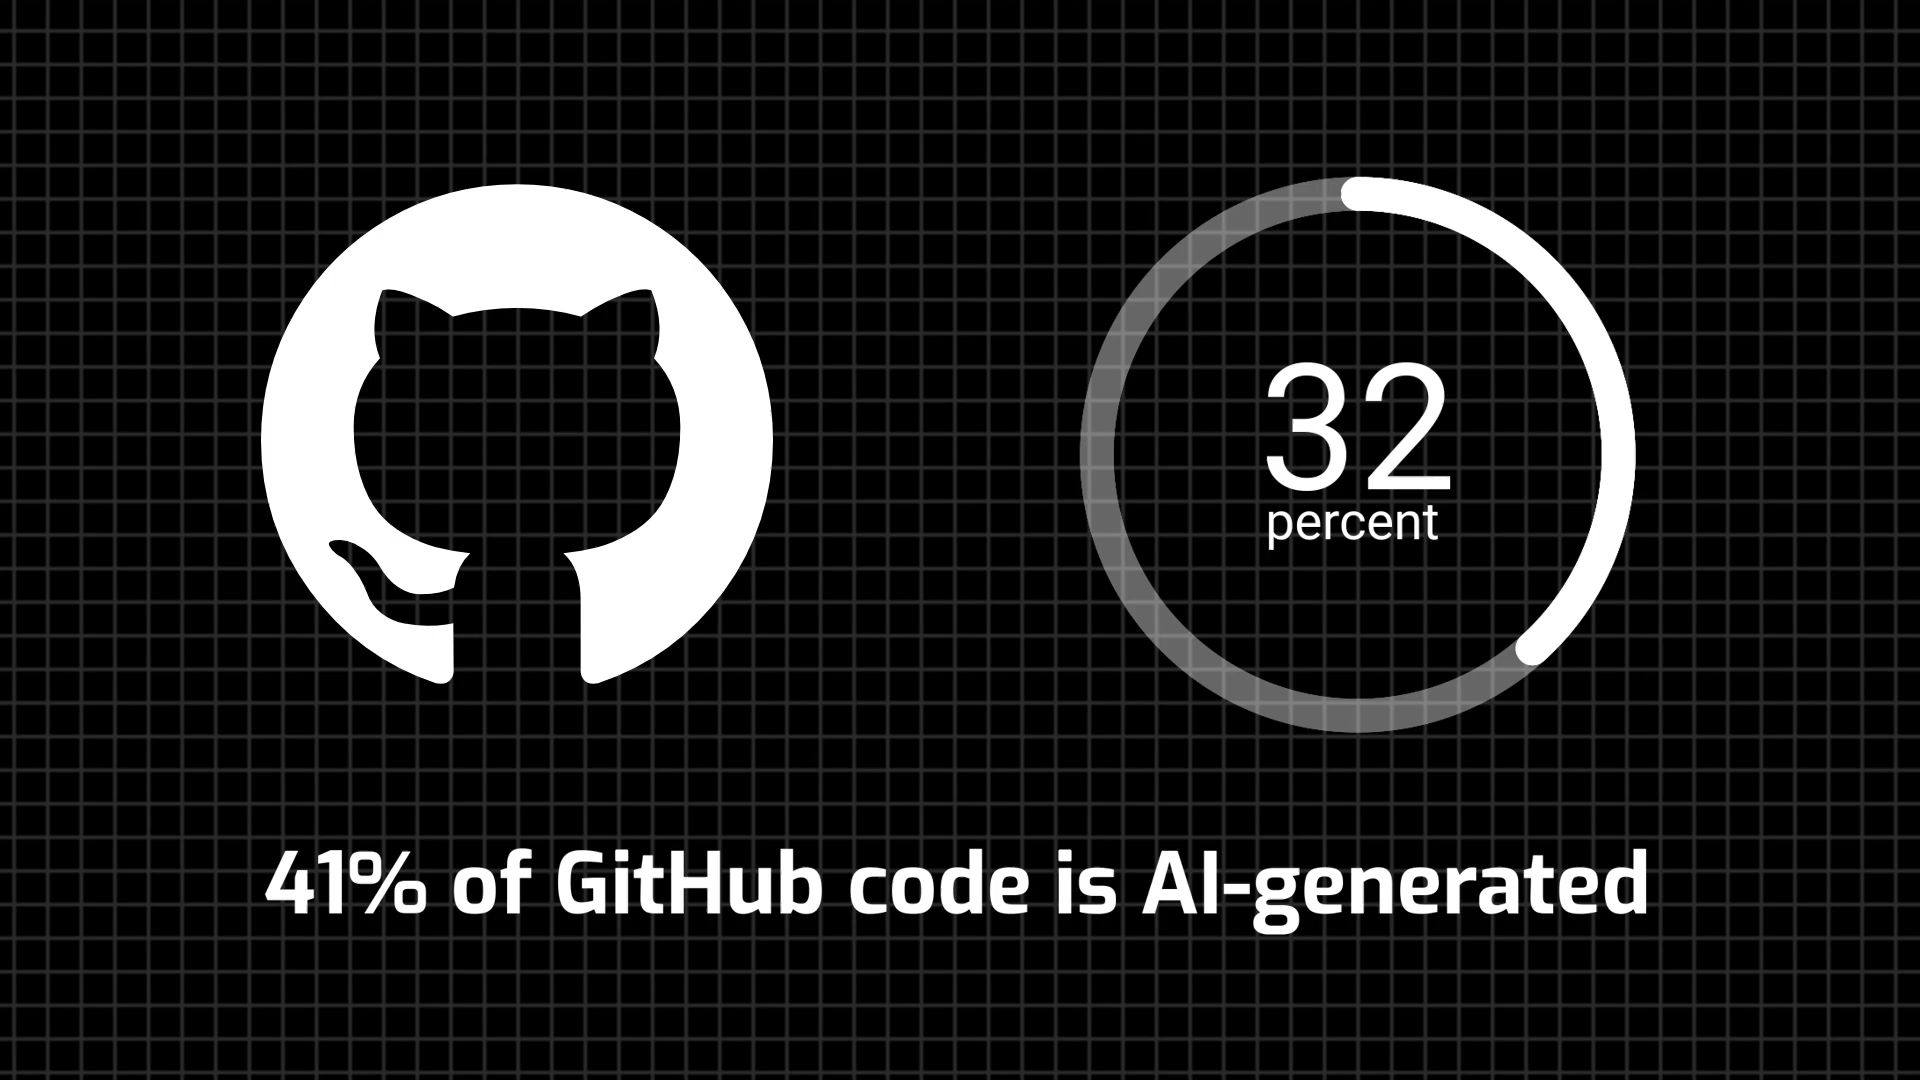 32
percent
41% of GitHub code is AI-generated